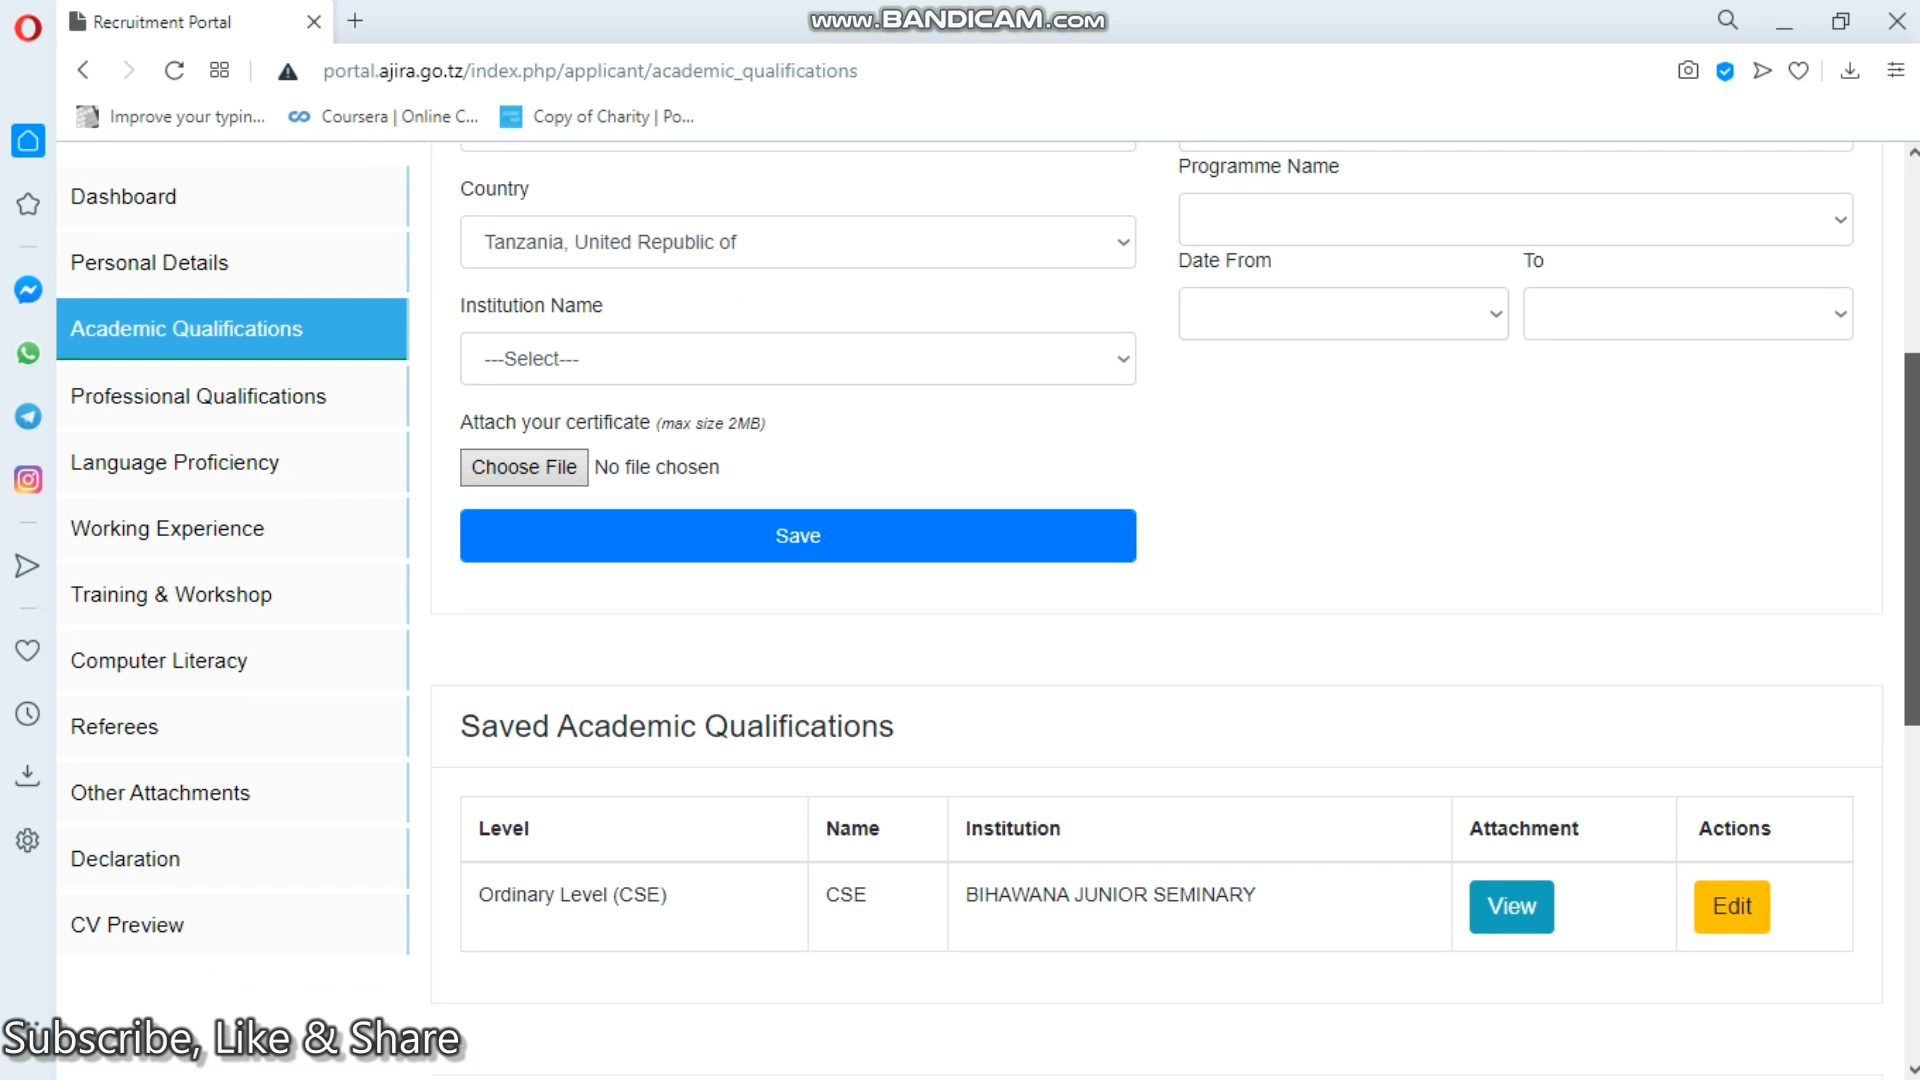 Recruitment Portal
www.BANDICAM.com
portal.ajira.go.tz/index.php/applicant/academic_qualifications
Improve your typin...
Coursera | Online C...
Copy of Charity | Po...
Dashboard
Personal Details
Academic Qualifications
Professional Qualifications
Language Proficiency
Working Experience
Training & Workshop
Computer Literacy
Referees
Other Attachments
Declaration
CV Preview
Country
Tanzania, United Republic of
Institution Name
---Select---
Attach your certificate (max size 2MB)
Choose File No file chosen
Save
Programme Name
Date From
To
Saved Academic Qualifications
Level Name Institution Attachment Actions
Ordinary Level (CSE) CSE BIHAWANA JUNIOR SEMINARY View Edit
Subscribe, Like & Share